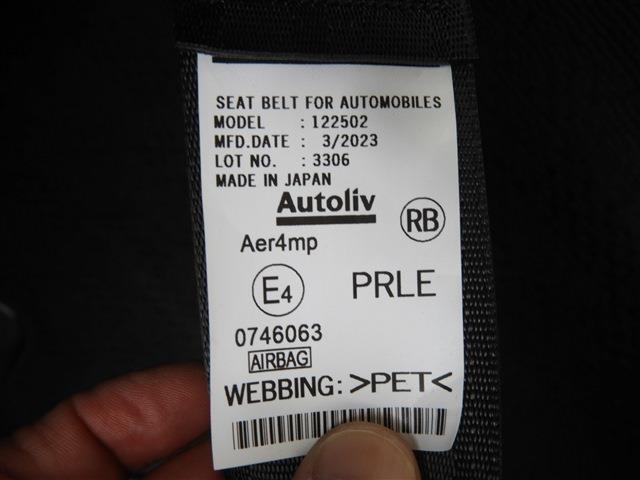 SEAT BELT FOR AUTOMOBILES
MODEL : 122502
MFD.DATE : 3/2023
LOT NO. : 3306
MADE IN JAPAN
Autoliv
RB
Aer4mp
E4
PRLE
0746063
AIRBAG
WEBBING: >PET<